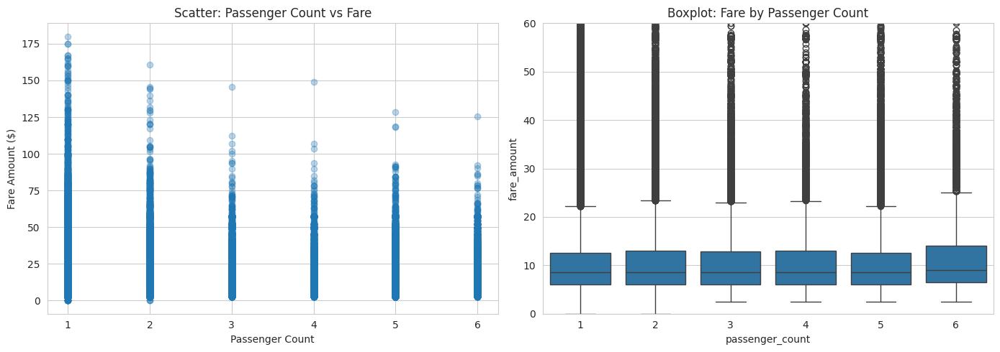 Scatter: Passenger Count vs Fare
Fare Amount ($)
175
150
125
100
75
50
25
0
1 2 3 4 5 6
Passenger Count
Boxplot: Fare by Passenger Count
fare_amount
60
50
40
30
20
10
0
1 2 3 4 5 6
passenger_count